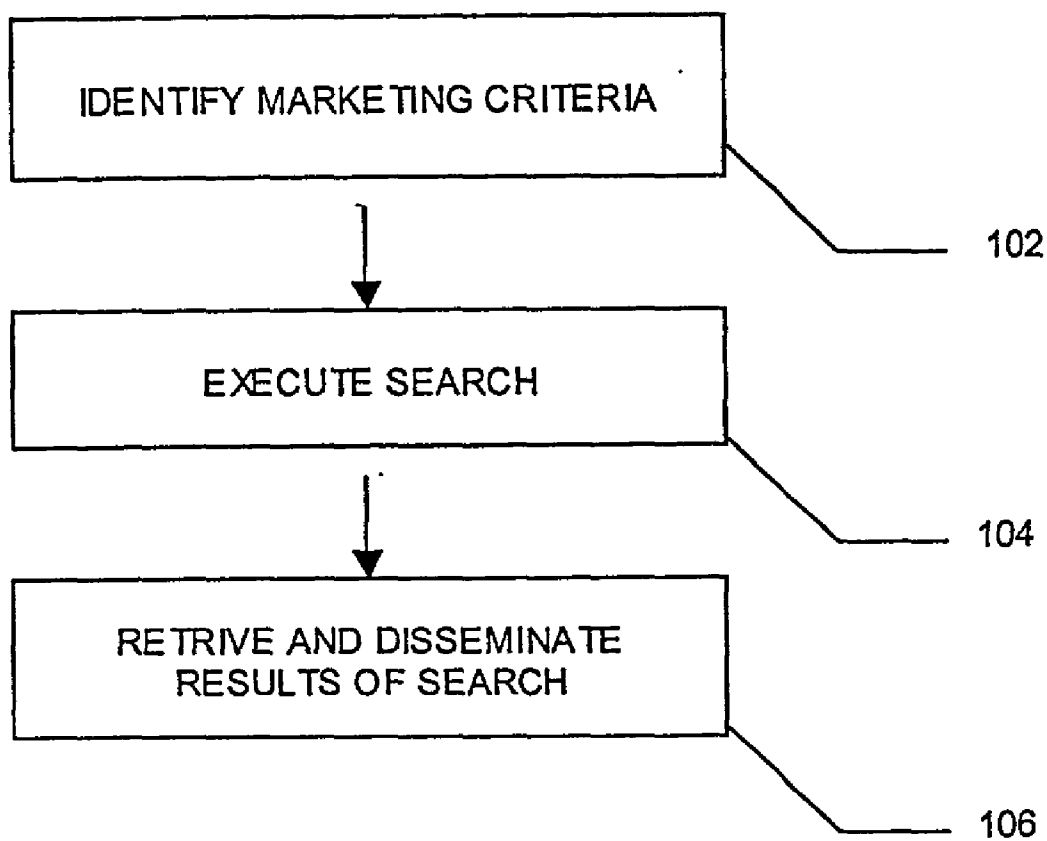 IDENTIFY MARKETING CRITERIA
102
EXECUTE SEARCH
104
RETRIVE AND DISSEMINATE
RESULTS OF SEARCH
106